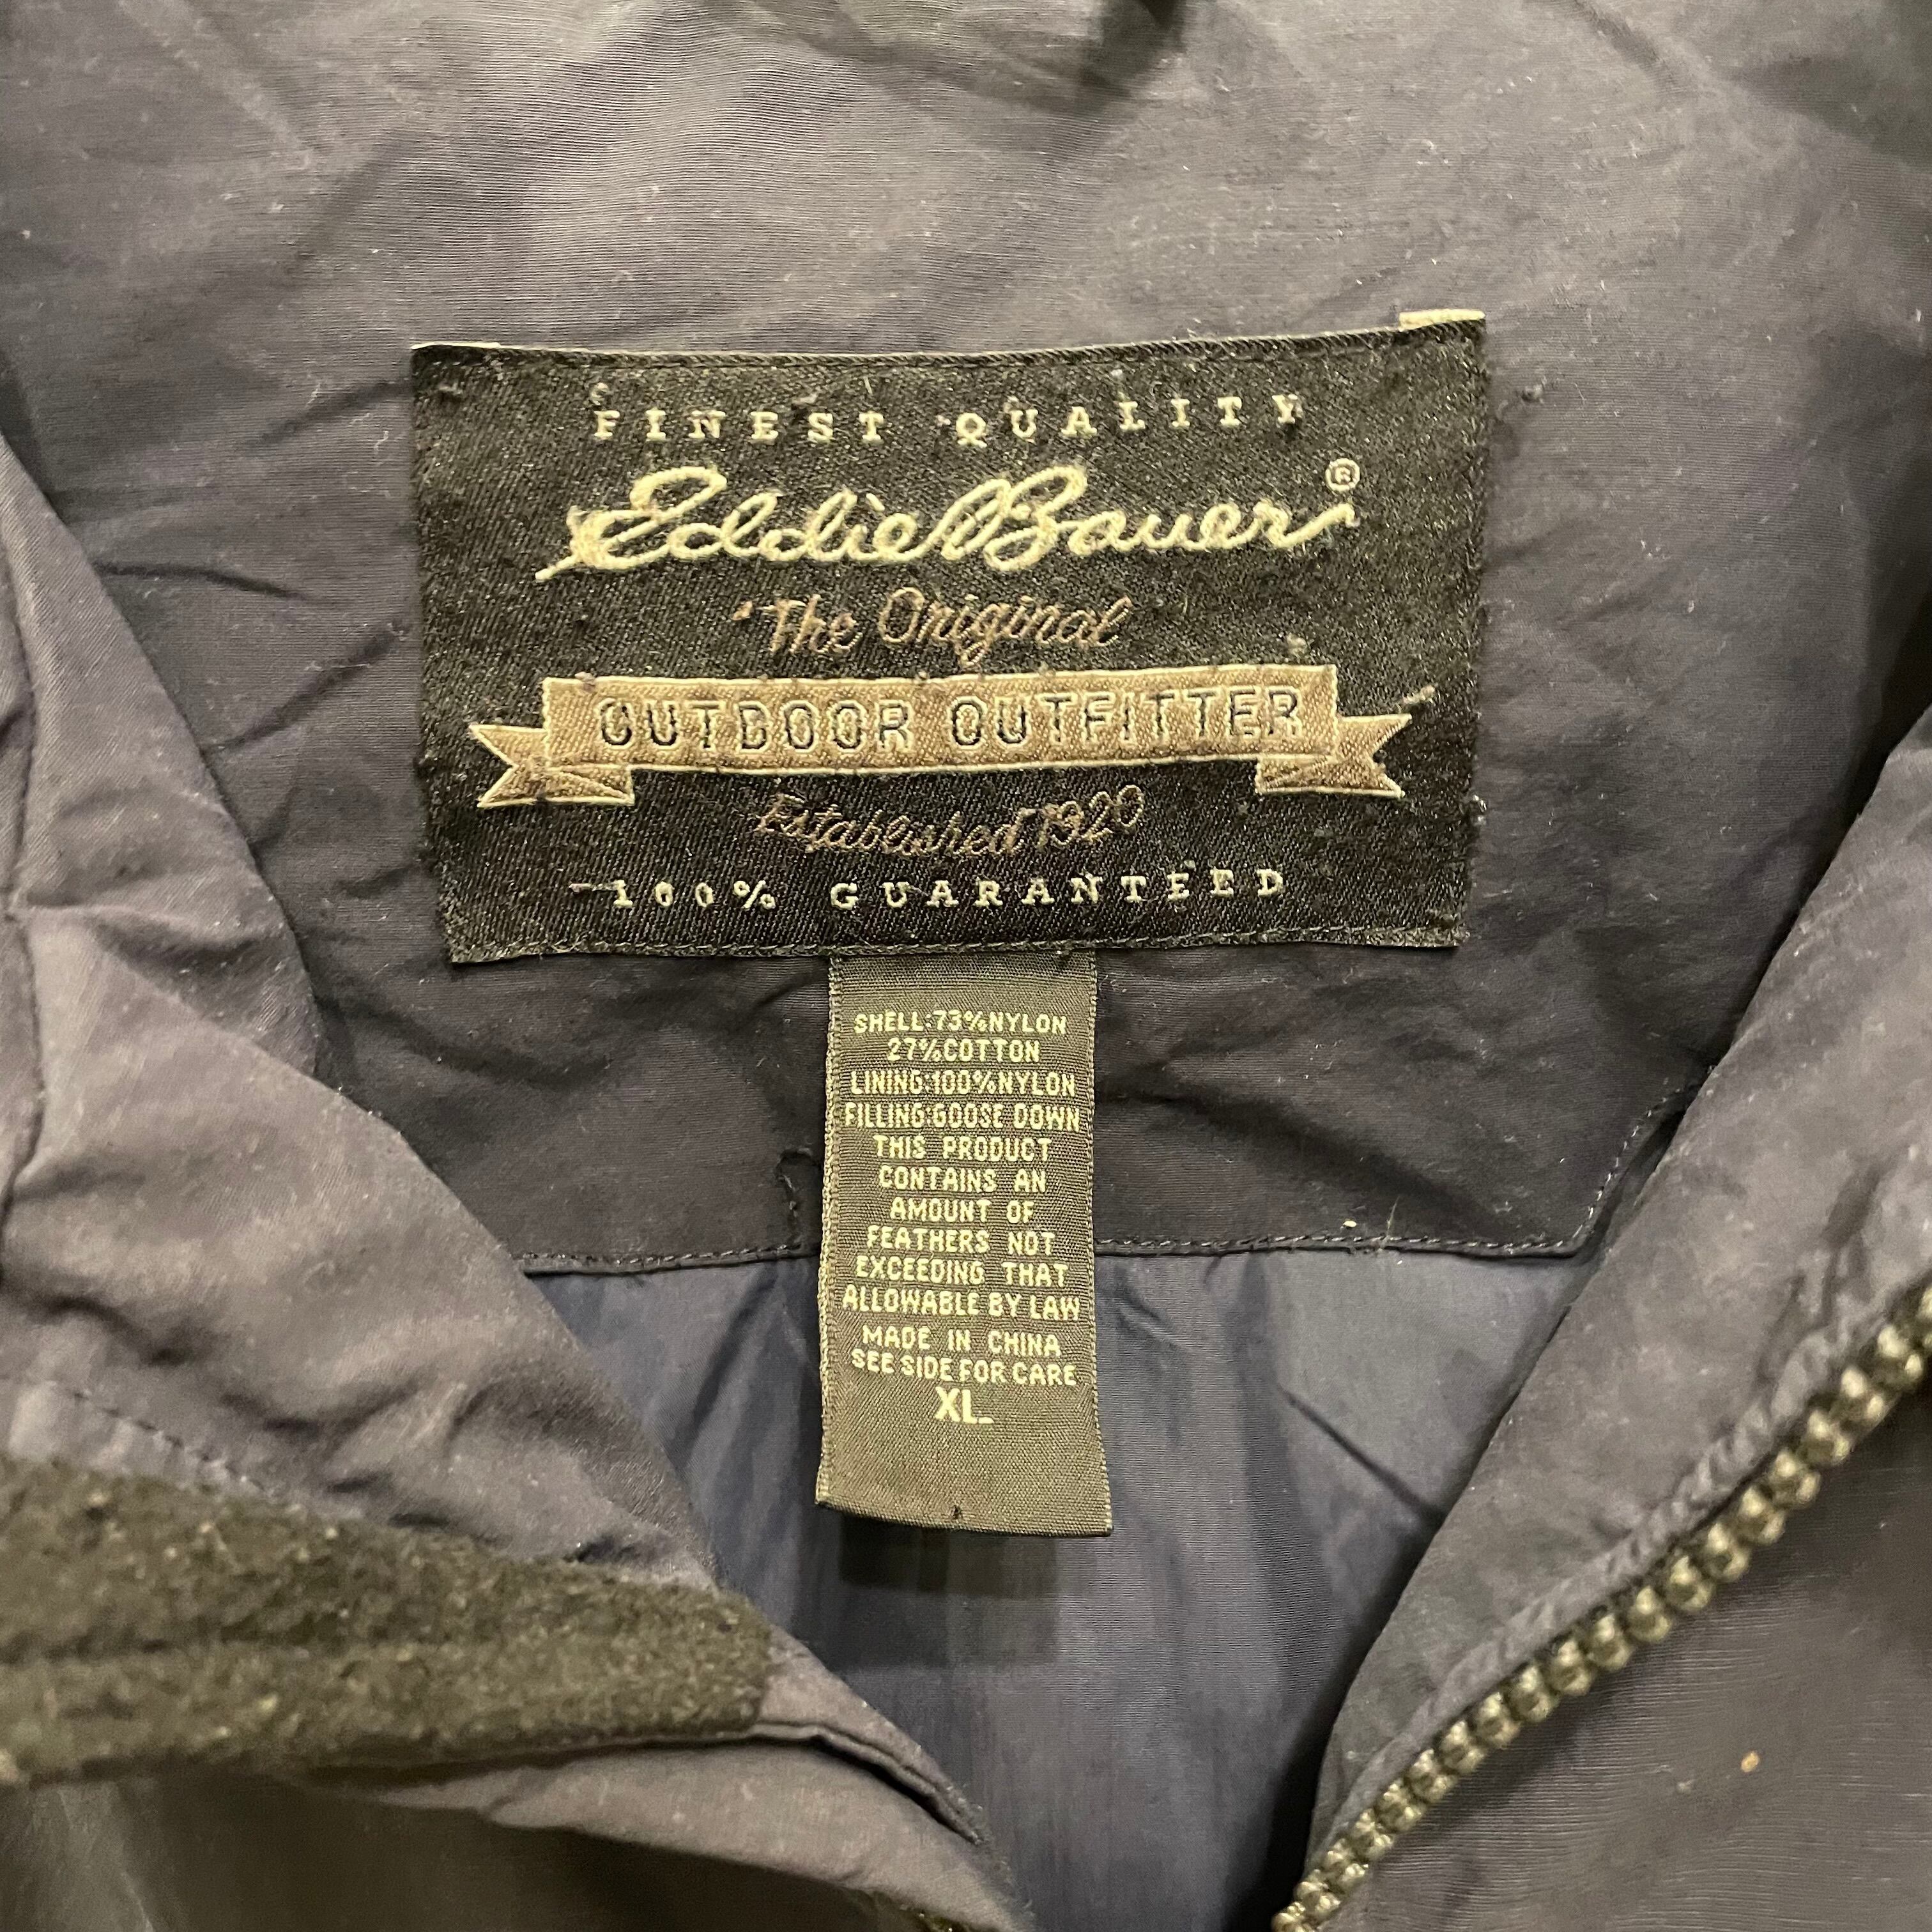 FINEST QUALITY
Eddie Bauer®
The Original
OUTDOOR OUTFITTER
Established 1920
100% GUARANTEED
SHELL:73%NYLON
27%COTTON
LINING:100%NYLON
FILLING:GOOSE DOWN
THIS PRODUCT
CONTAINS AN
AMOUNT OF
FEATHERS NOT
EXCEEDING THAT
ALLOWABLE BY LAW
MADE IN CHINA
SEE SIDE FOR CARE
XL